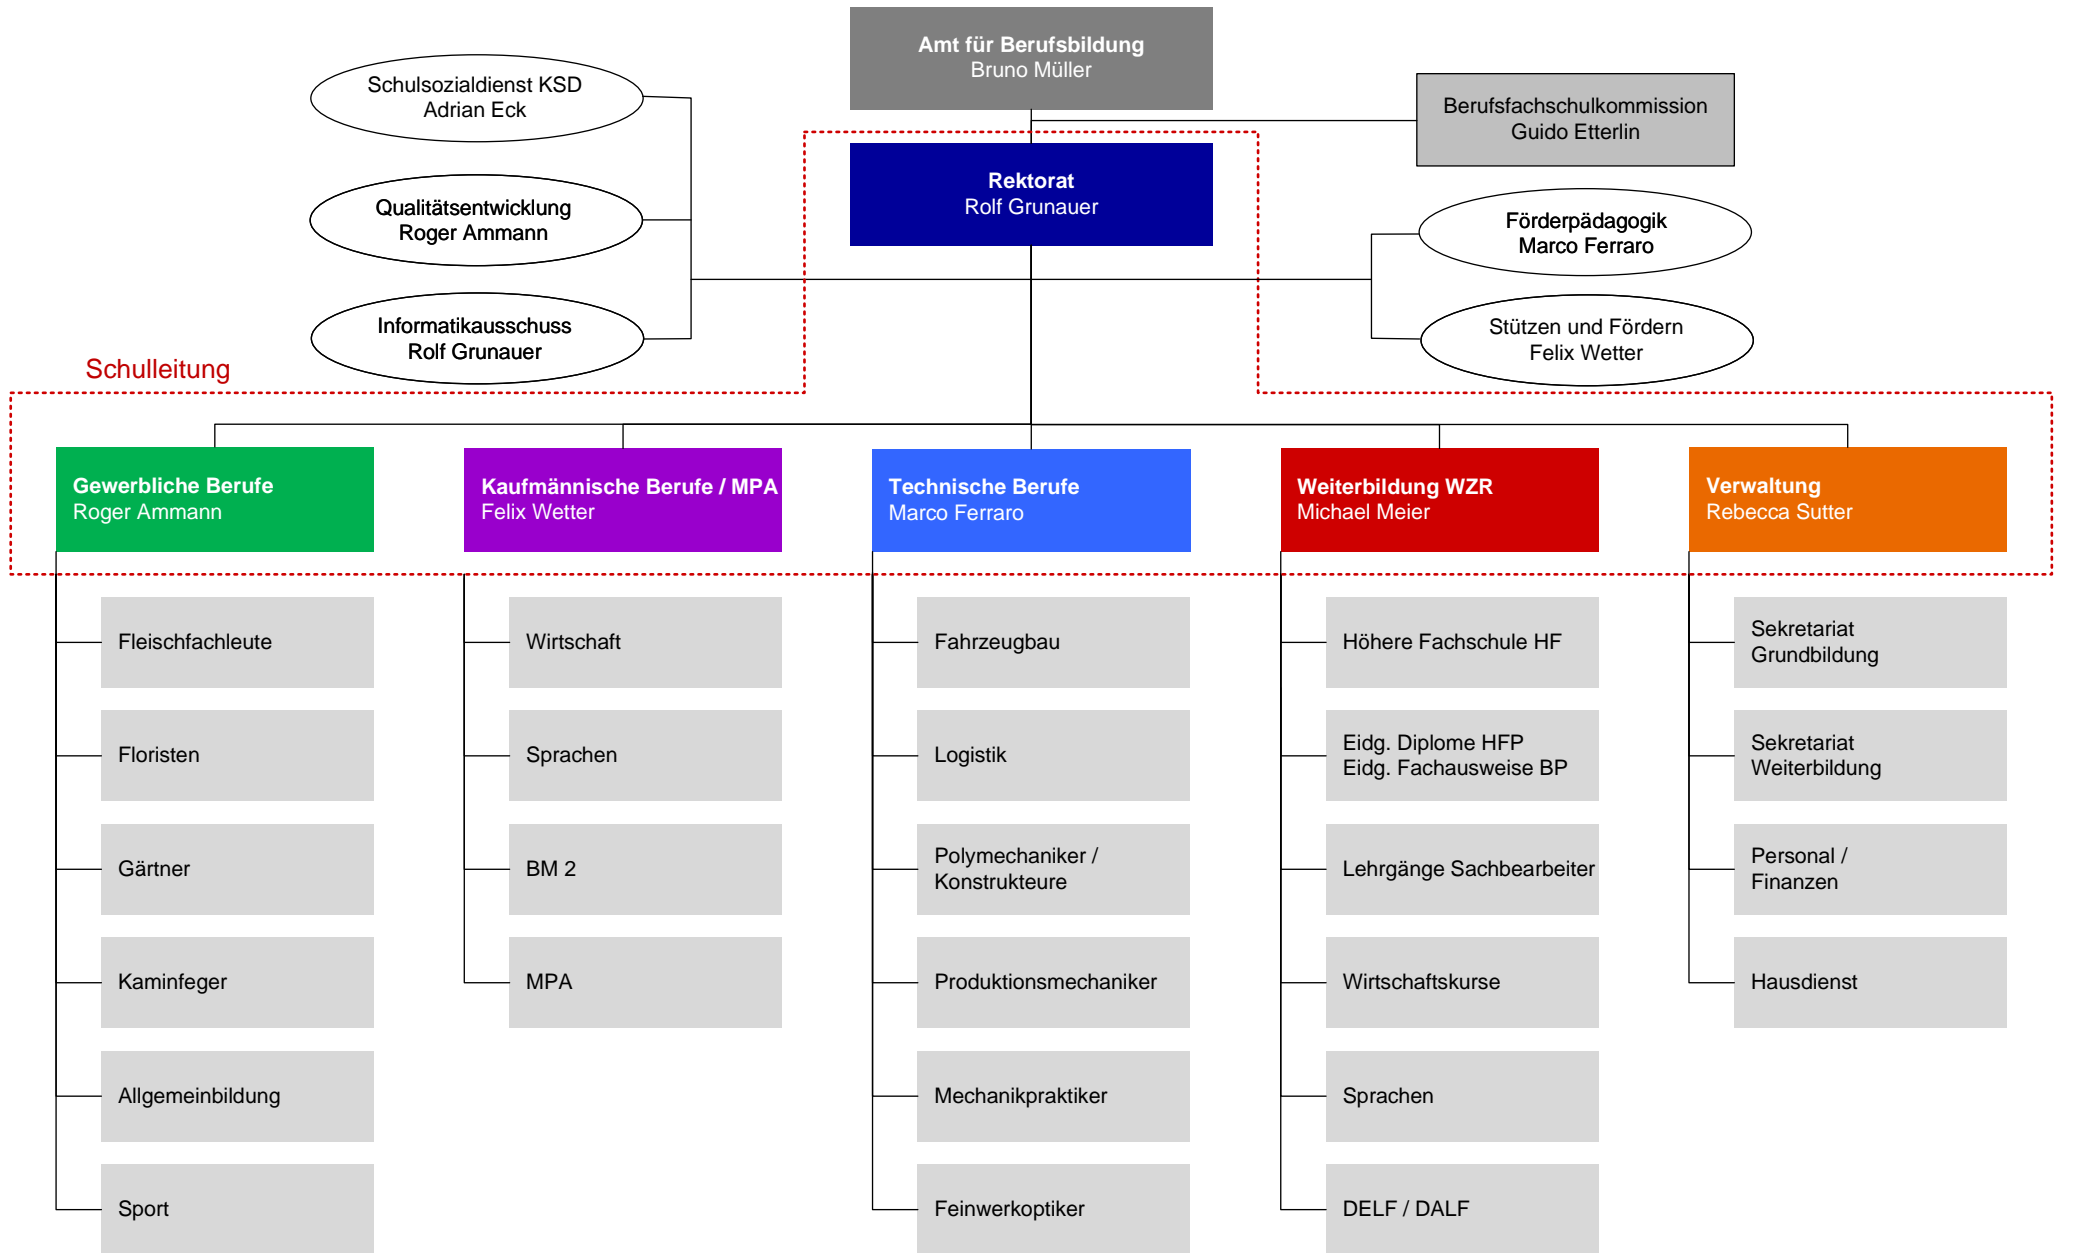 Amt für Berufsbildung
Bruno Müller
Schulsozialdienst KSD
Adrian Eck
Berufsfachschulkommission
Guido Etterlin
Rektorat
Rolf Grunauer
Qualitätsentwicklung
Roger Ammann
Förderpädagogik
Marco Ferraro
Informatikausschuss
Rolf Grunauer
Stützen und Fördern
Felix Wetter
Schulleitung
Gewerbliche Berufe
Roger Ammann
Kaufmännische Berufe / MPA
Felix Wetter
Technische Berufe
Marco Ferraro
Weiterbildung WZR
Michael Meier
Verwaltung
Rebecca Sutter
Fleischfachleute
Floristen
Gärtner
Kaminfeger
Allgemeinbildung
Sport
Wirtschaft
Sprachen
BM 2
MPA
Fahrzeugbau
Logistik
Polymechaniker /
Konstrukteure
Produktionsmechaniker
Mechanikpraktiker
Feinwerkoptiker
Höhere Fachschule HF
Eidg. Diplome HFP
Eidg. Fachausweise BP
Lehrgänge Sachbearbeiter
Wirtschaftskurse
Sprachen
DELF / DALF
Sekretariat
Grundbildung
Sekretariat
Weiterbildung
Personal /
Finanzen
Hausdienst